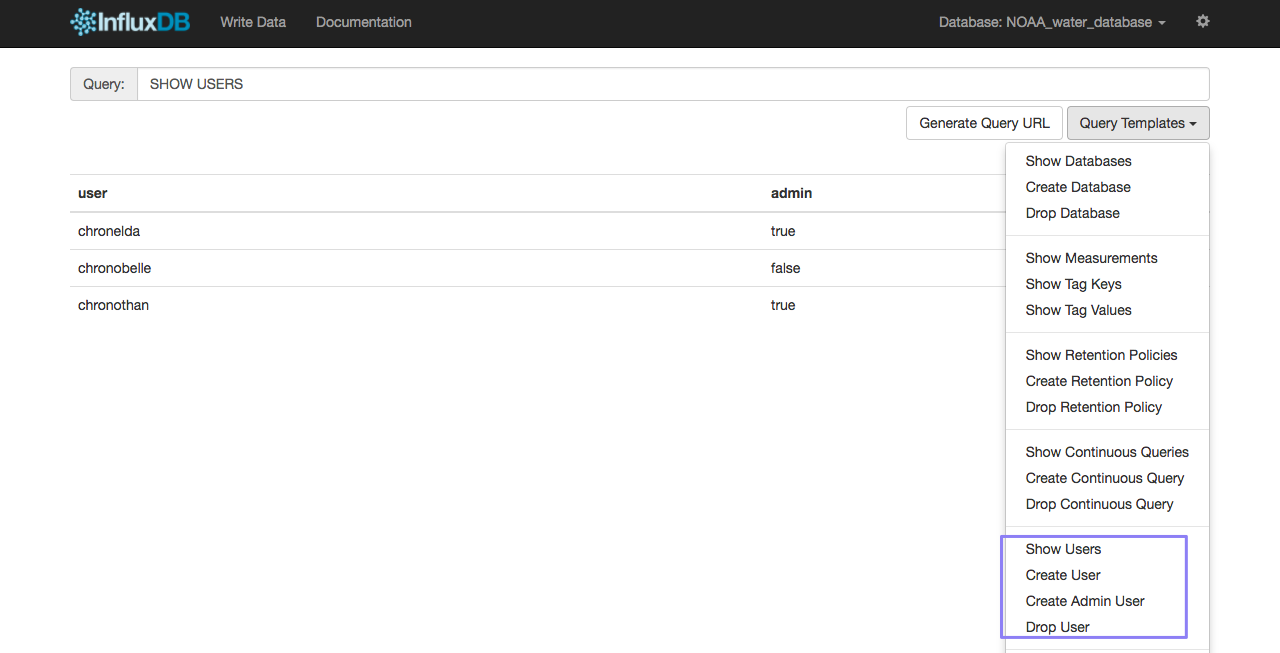 InfluxDB Write Data Documentation Database: NOAA_water_database
Query: SHOW USERS
Generate Query URL Query Templates
user admin
chronelda true
chronobelle false
chronothan true
Show Databases
Create Database
Drop Database
Show Measurements
Show Tag Keys
Show Tag Values
Show Retention Policies
Create Retention Policy
Drop Retention Policy
Show Continuous Queries
Create Continuous Query
Drop Continuous Query
Show Users
Create User
Create Admin User
Drop User